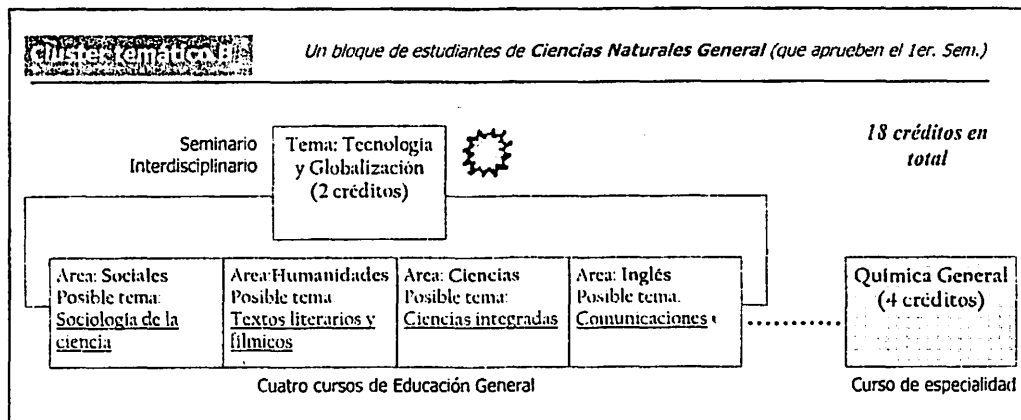 Cluster temático B
Un bloque de estudiantes de Ciencias Naturales General (que aprueben el 1er. Sem.)
Seminario
Interdisciplinario
Tema: Tecnología
y Globalización
(2 créditos)
18 créditos en
total
Area: Sociales
Posible tema:
Sociología de la
ciencia
Area:Humanidades
Posible tema
Textos literarios y
fílmicos
Area: Ciencias
Posible tema:
Ciencias integradas
Area: Inglés
Posible tema.
Comunicaciones
Química General
(4 créditos)
Cuatro cursos de Educación General
Curso de especialidad